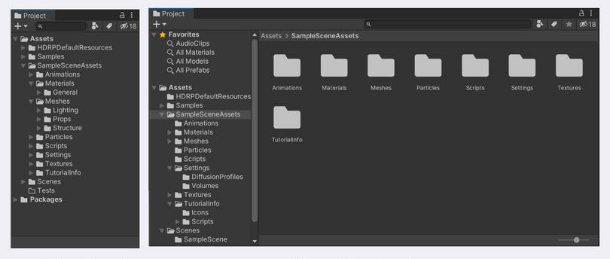 Project
18
Assets
HDRPDefaultResources
Samples
SampleSceneAssets
Animations
Materials
General
Meshes
Lighting
Props
Structure
Particles
Scripts
Settings
Textures
TutorialInfo
Scenes
Tests
Packages
Project
18
Favorites
AudioClips
All Materials
All Models
All Prefabs
Assets
HDRPDefaultResources
Samples
SampleSceneAssets
Animations
Materials
Meshes
Particles
Scripts
Settings
DiffusionProfiles
Volumes
Textures
TutorialInfo
Icons
Scripts
Scenes
SampleScene
Assets > SampleSceneAssets
Animations Materials Meshes Particles Scripts Settings Textures
TutorialInfo